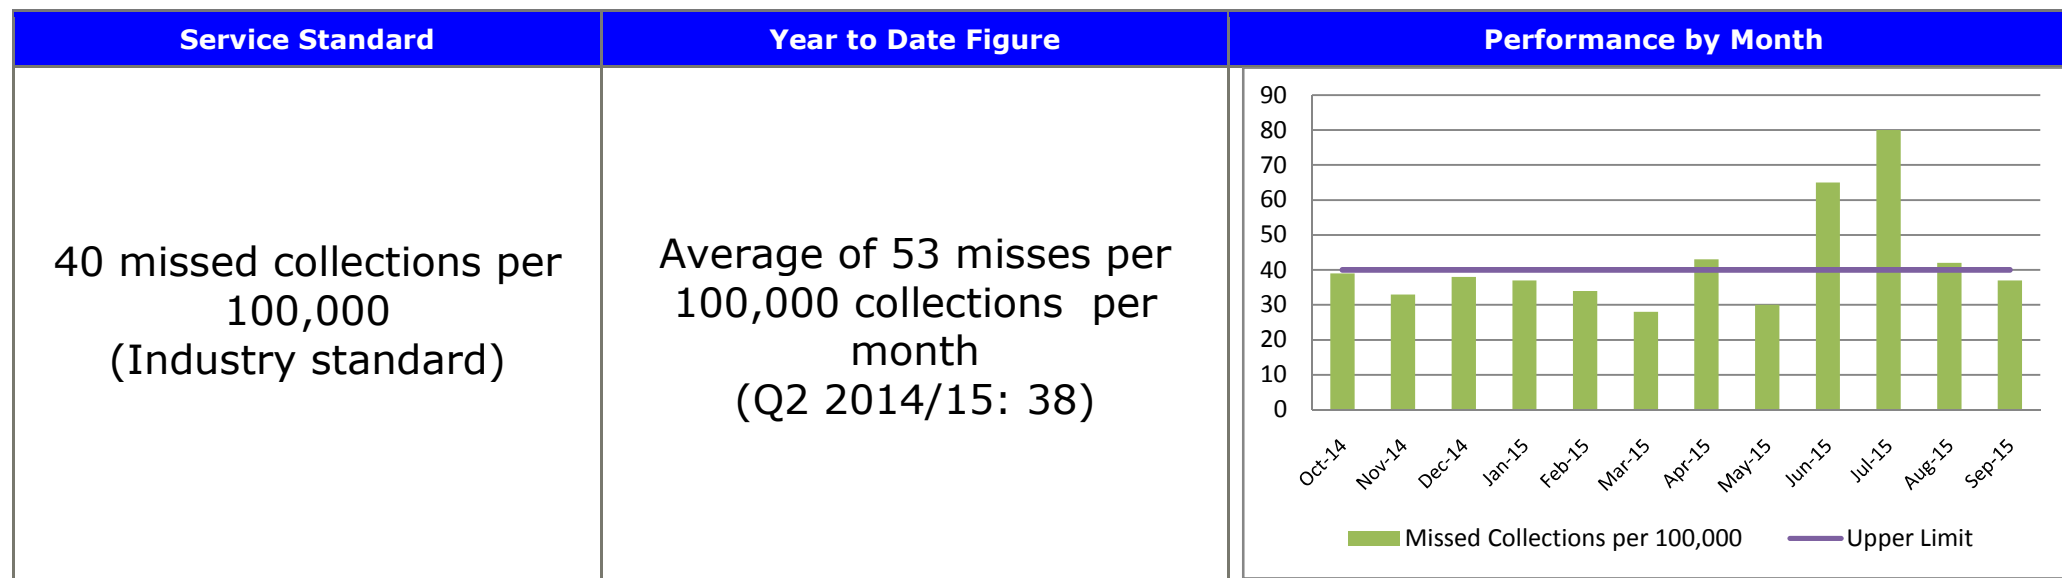 Service Standard
Year to Date Figure
Performance by Month
40 missed collections per
100,000
(Industry standard)
Average of 53 misses per
100,000 collections  per
month
(Q2 2014/15: 38)
90
80
70
60
50
40
30
20
10
0
Oct-14
Nov-14
Dec-14
Jan-15
Feb-15
Mar-15
Apr-15
May-15
Jun-15
Jul-15
Aug-15
Sep-15
Missed Collections per 100,000
Upper Limit